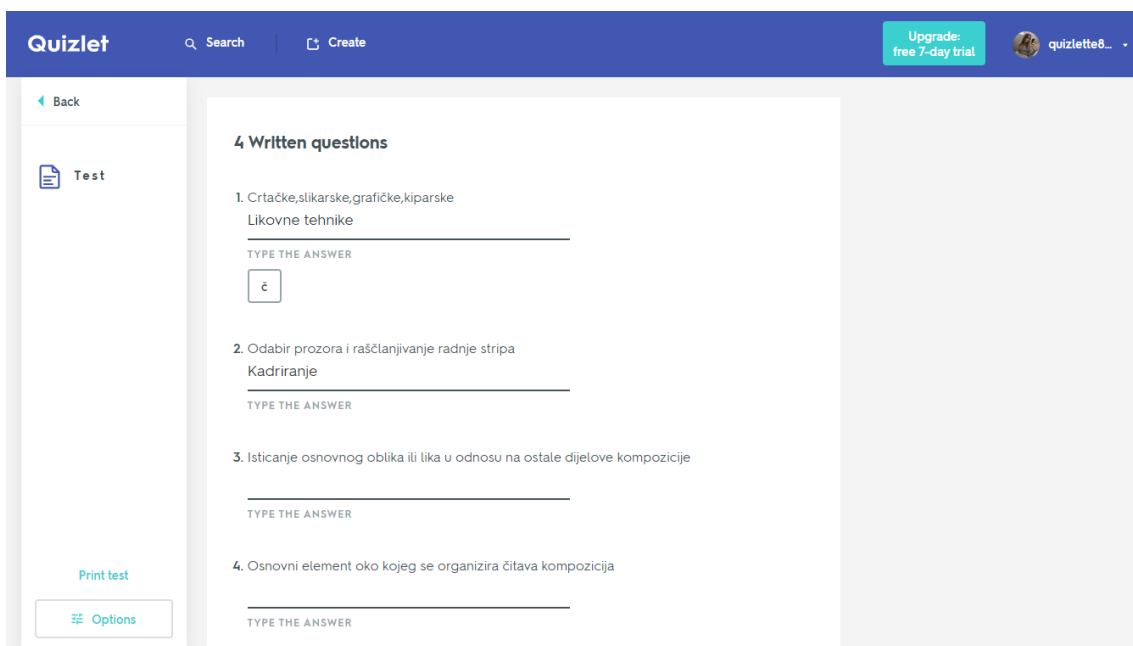 Quizlet
Search
Create
Upgrade:
free 7-day trial
quizlette8...
Back
Test
4 Written questions
1. Crtačke,slikarske,grafičke,kiparske
Likovne tehnike
TYPE THE ANSWER
č
2. Odabir prozora i raščlanjivanje radnje stripa
Kadriranje
TYPE THE ANSWER
3. Isticanje osnovnog oblika ili lika u odnosu na ostale dijelove kompozicije
TYPE THE ANSWER
4. Osnovni element oko kojeg se organizira čitava kompozicija
TYPE THE ANSWER
Print test
Options